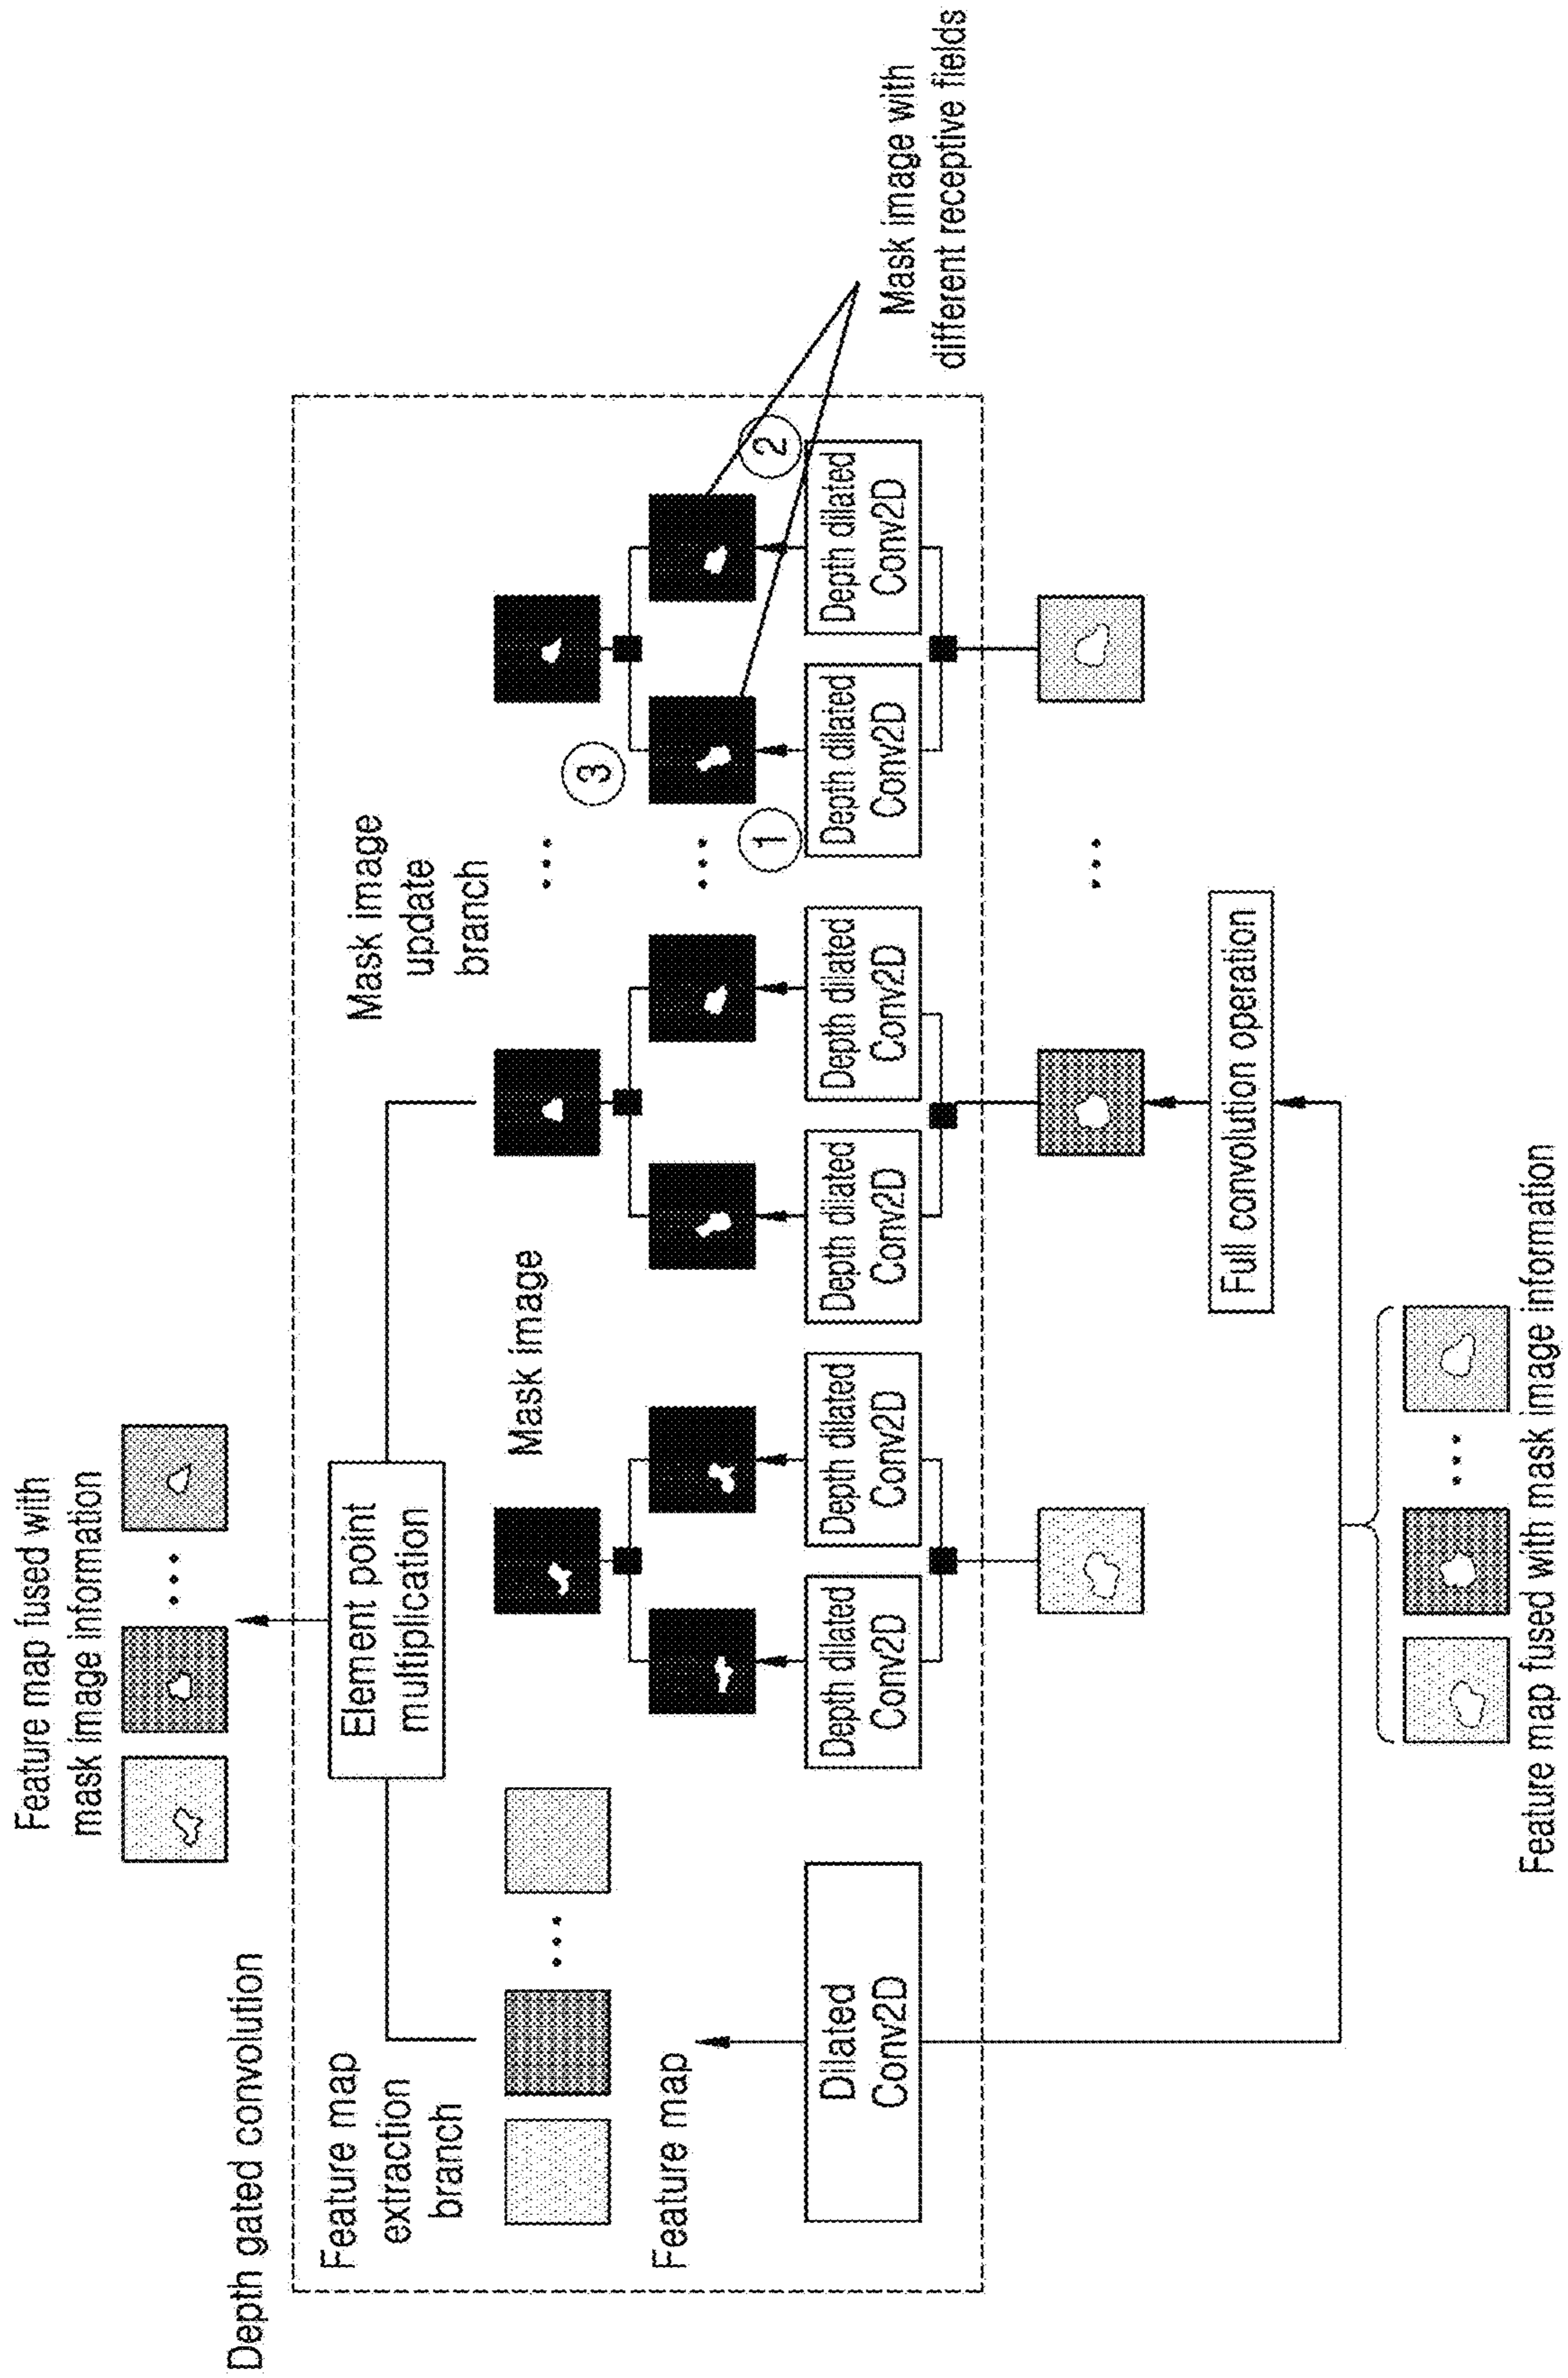 Feature map fused with
mask image information
Depth gated convolution
Element point
multiplication
Feature map
extraction
branch
Mask image
update
branch
Mask image
Feature map
3
1
2
Mask image with
different receptive fields
Dilated
Conv2D
Depth dilated
Conv2D
Depth dilated
Conv2D
Depth dilated
Conv2D
Depth dilated
Conv2D
Depth dilated
Conv2D
Depth dilated
Conv2D
Full convolution operation
Feature map fused with mask image information